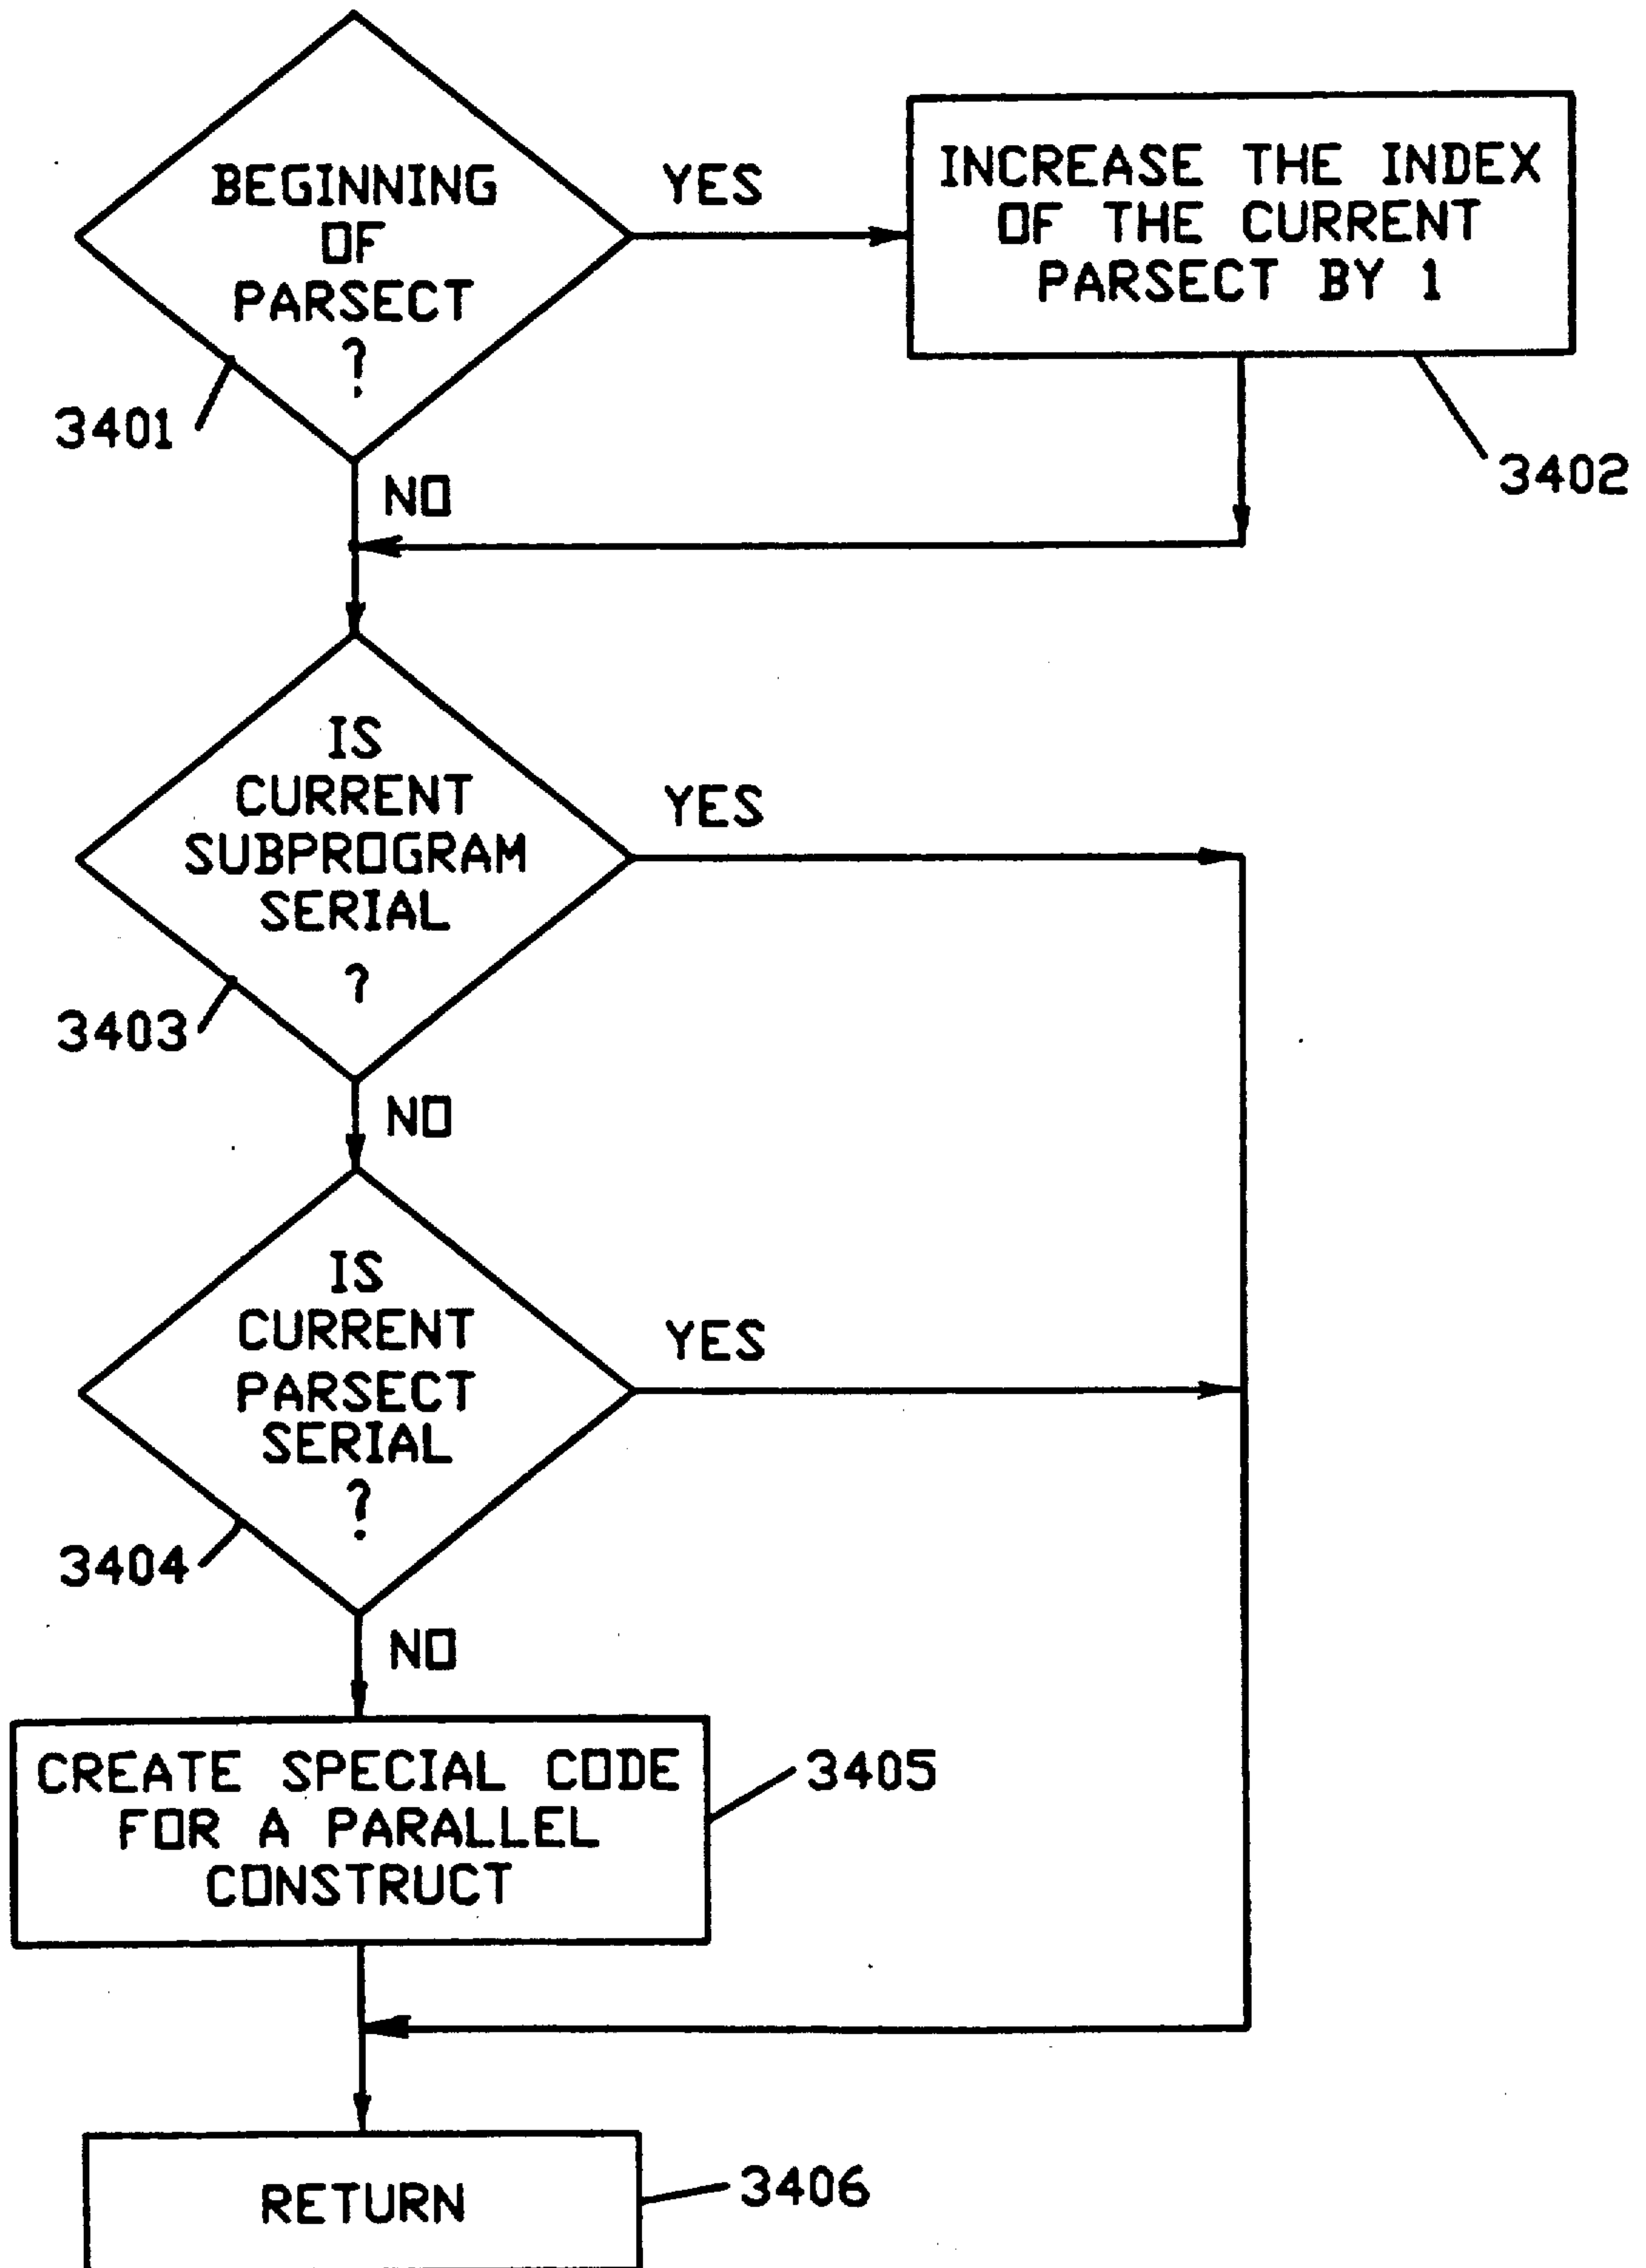 BEGINNING
OF
PARSECT
?
YES
INCREASE THE INDEX
OF THE CURRENT
PARSECT BY 1
3401
3402
NO
IS
CURRENT
SUBPROGRAM
SERIAL
?
YES
3403
NO
IS
CURRENT
PARSECT
SERIAL
?
YES
3404
NO
CREATE SPECIAL CODE
FOR A PARALLEL
CONSTRUCT
3405
RETURN
3406